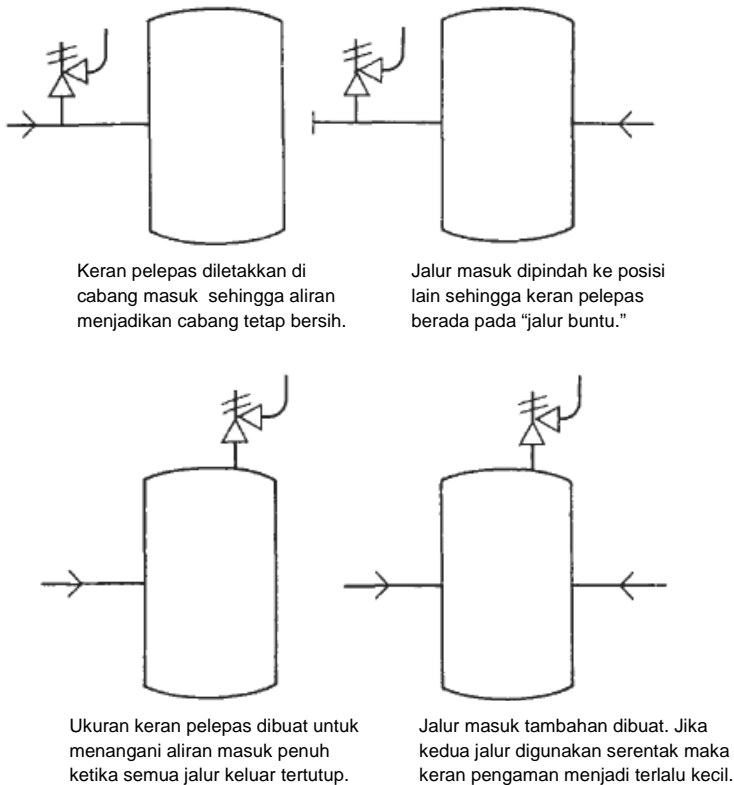 Keran pelepas diletakkan di
cabang masuk sehingga aliran
menjadikan cabang tetap bersih.
Jalur masuk dipindah ke posisi
lain sehingga keran pelepas
berada pada “jalur buntu.”
Ukuran keran pelepas dibuat untuk
menangani aliran masuk penuh
ketika semua jalur keluar tertutup.
Jalur masuk tambahan dibuat. Jika
kedua jalur digunakan serentak maka
keran pengaman menjadi terlalu kecil.